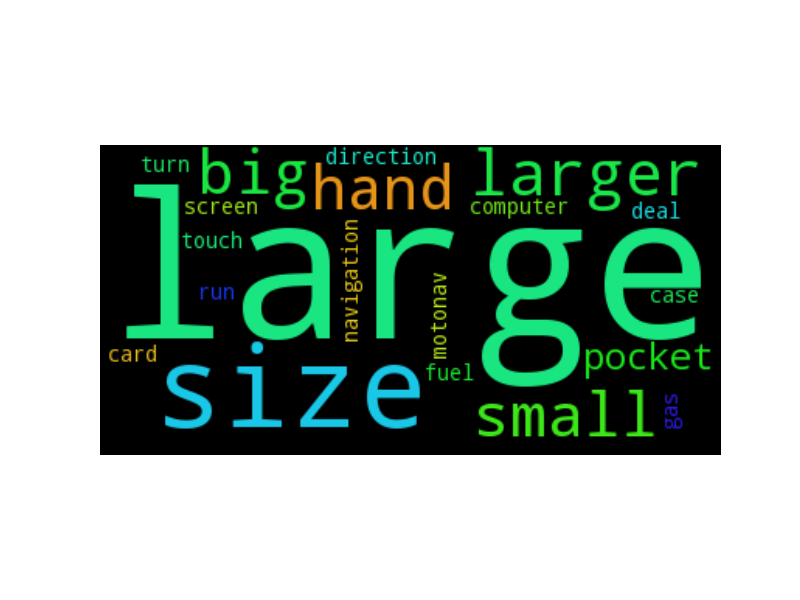 direction
turn
big
hand
larger
screen
computer
deal
large
touch
navigation
run
motonav
case
card
size
fuel
pocket
small
gas